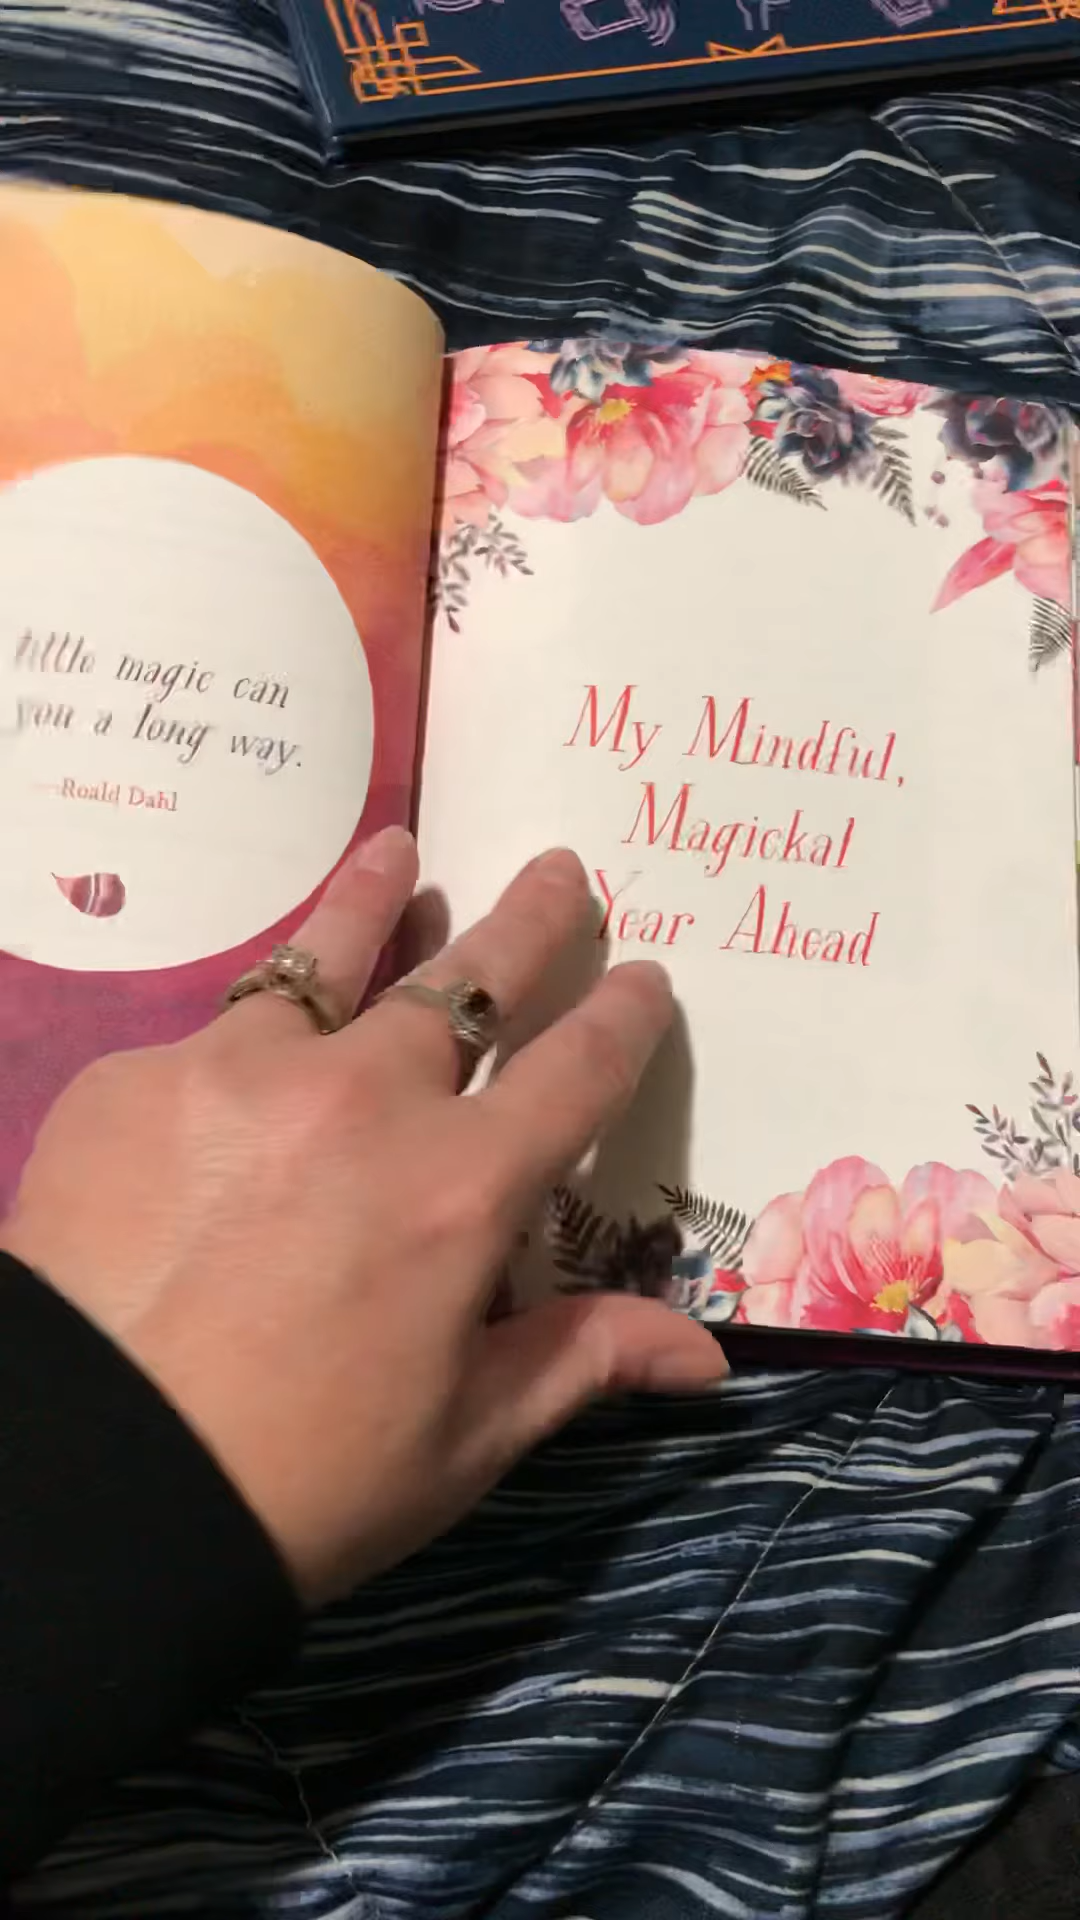 little magic can
you a long way.
—Roald Dahl
My Mindful,
Magickal
Year Ahead